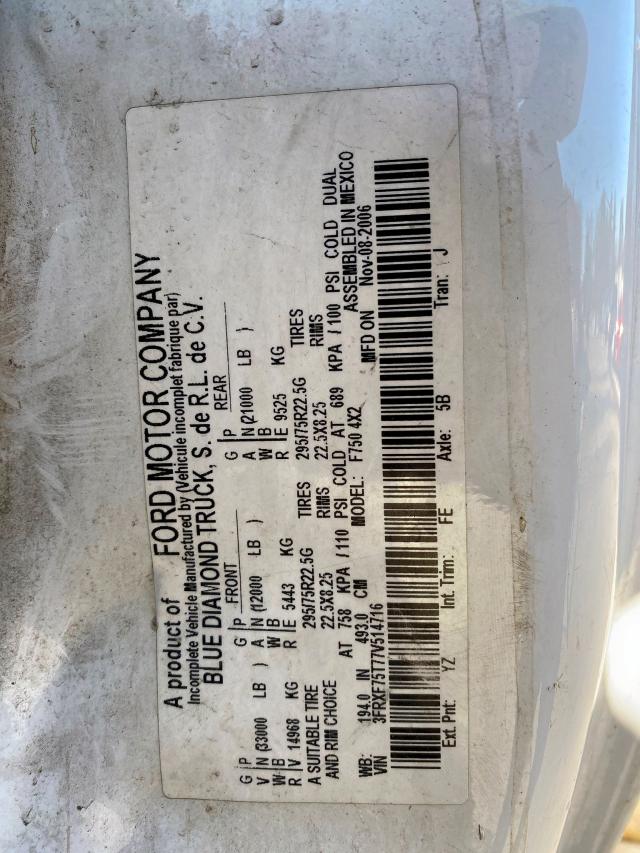 A product of FORD MOTOR COMPANY
Incomplete Vehicle Manufactured by (Vehicule incomplet fabrique par)
BLUE DIAMOND TRUCK, S. de R.L. de C.V.
FRONT REAR
G P G P G P
V N (33000 LB ) A N (12000 LB ) A N (21000 LB )
W B W B W B
R V 14968 KG R E 5443 KG R E 9525 KG
A SUITABLE TIRE 295/75R22.5G TIRES 295/75R22.5G TIRES
AND RIM CHOICE 22.5X8.25 RIMS 22.5X8.25 RIMS
AT 758 KPA / 110 PSI COLD AT 689 KPA / 100 PSI COLD DUAL
WB: 194.0 IN 493.0 CM MODEL: F750 4X2 ASSEMBLED IN MEXICO
VIN 3FRXF75T77V514716 MFD ON Nov-08-2006
Ext. Pnt: YZ Int. Trim: FE Axle: 5B Tran: J